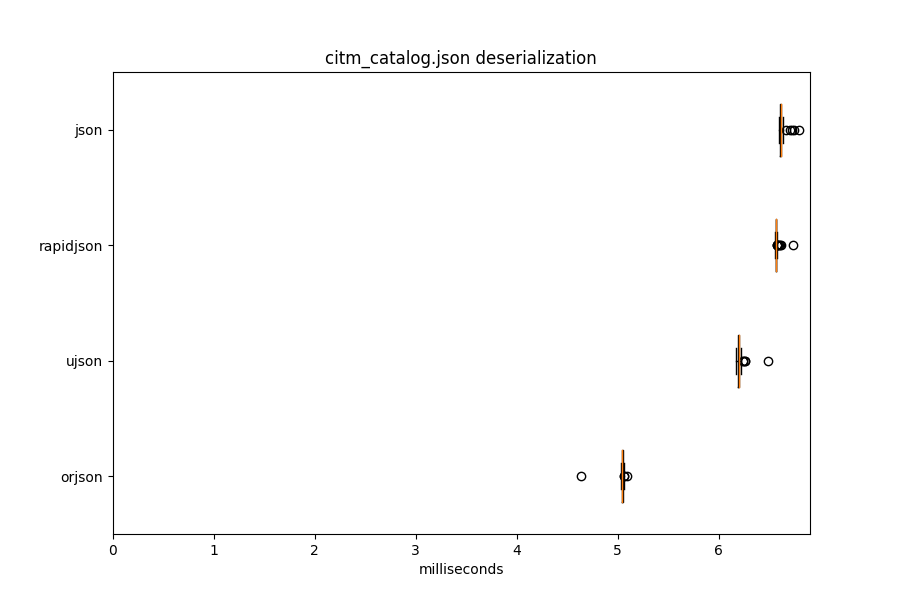 citm_catalog.json deserialization
json
rapidjson
ujson
orjson
0 1 2 3 4 5 6
milliseconds